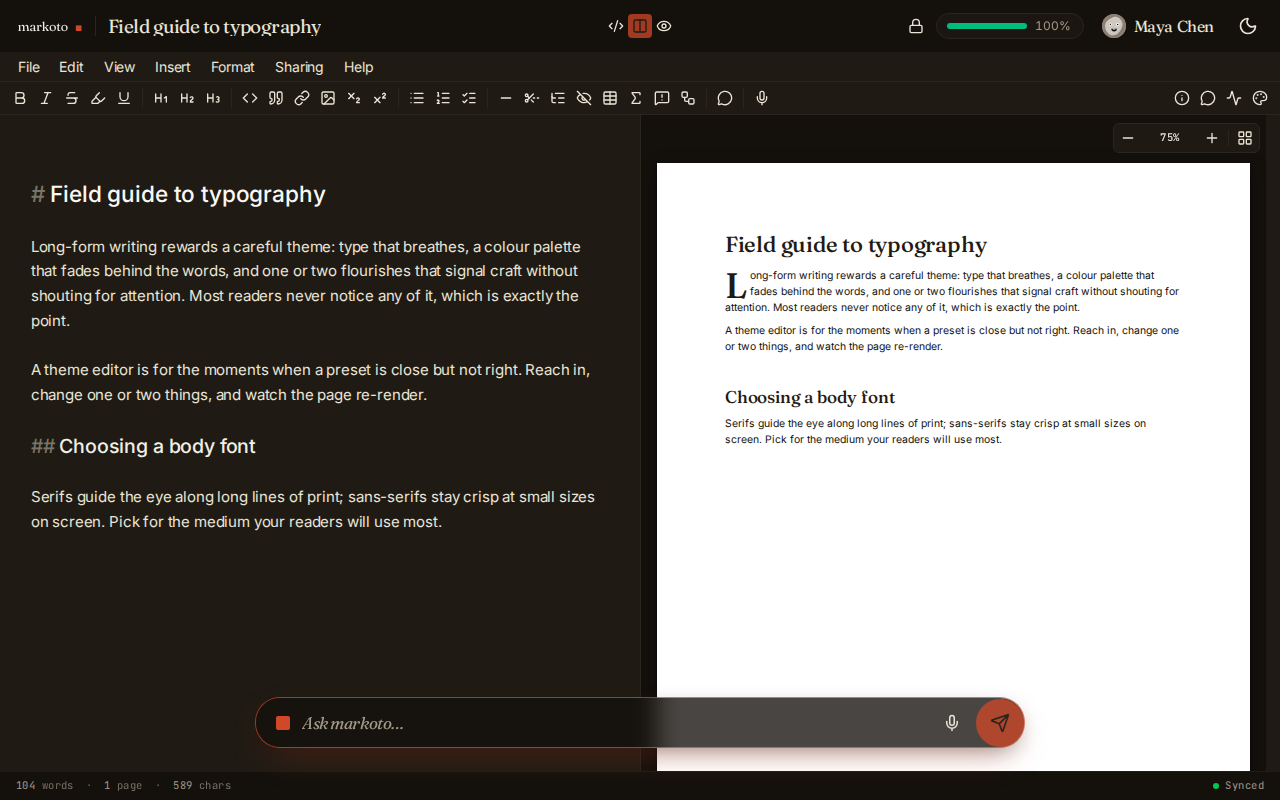 markoto
Field guide to typography
100%
Maya Chen
File Edit View Insert Format Sharing Help
H1 H2 H3
75%
# Field guide to typography
Long-form writing rewards a careful theme: type that breathes, a colour palette
that fades behind the words, and one or two flourishes that signal craft without
shouting for attention. Most readers never notice any of it, which is exactly the
point.
A theme editor is for the moments when a preset is close but not right. Reach in,
change one or two things, and watch the page re-render.
## Choosing a body font
Serifs guide the eye along long lines of print; sans-serifs stay crisp at small sizes
on screen. Pick for the medium your readers will use most.
Field guide to typography
Long-form writing rewards a careful theme: type that breathes, a colour palette that
fades behind the words, and one or two flourishes that signal craft without shouting for
attention. Most readers never notice any of it, which is exactly the point.
A theme editor is for the moments when a preset is close but not right. Reach in, change one
or two things, and watch the page re-render.
Choosing a body font
Serifs guide the eye along long lines of print; sans-serifs stay crisp at small sizes on
screen. Pick for the medium your readers will use most.
Ask markoto...
104 words · 1 page · 589 chars
Synced